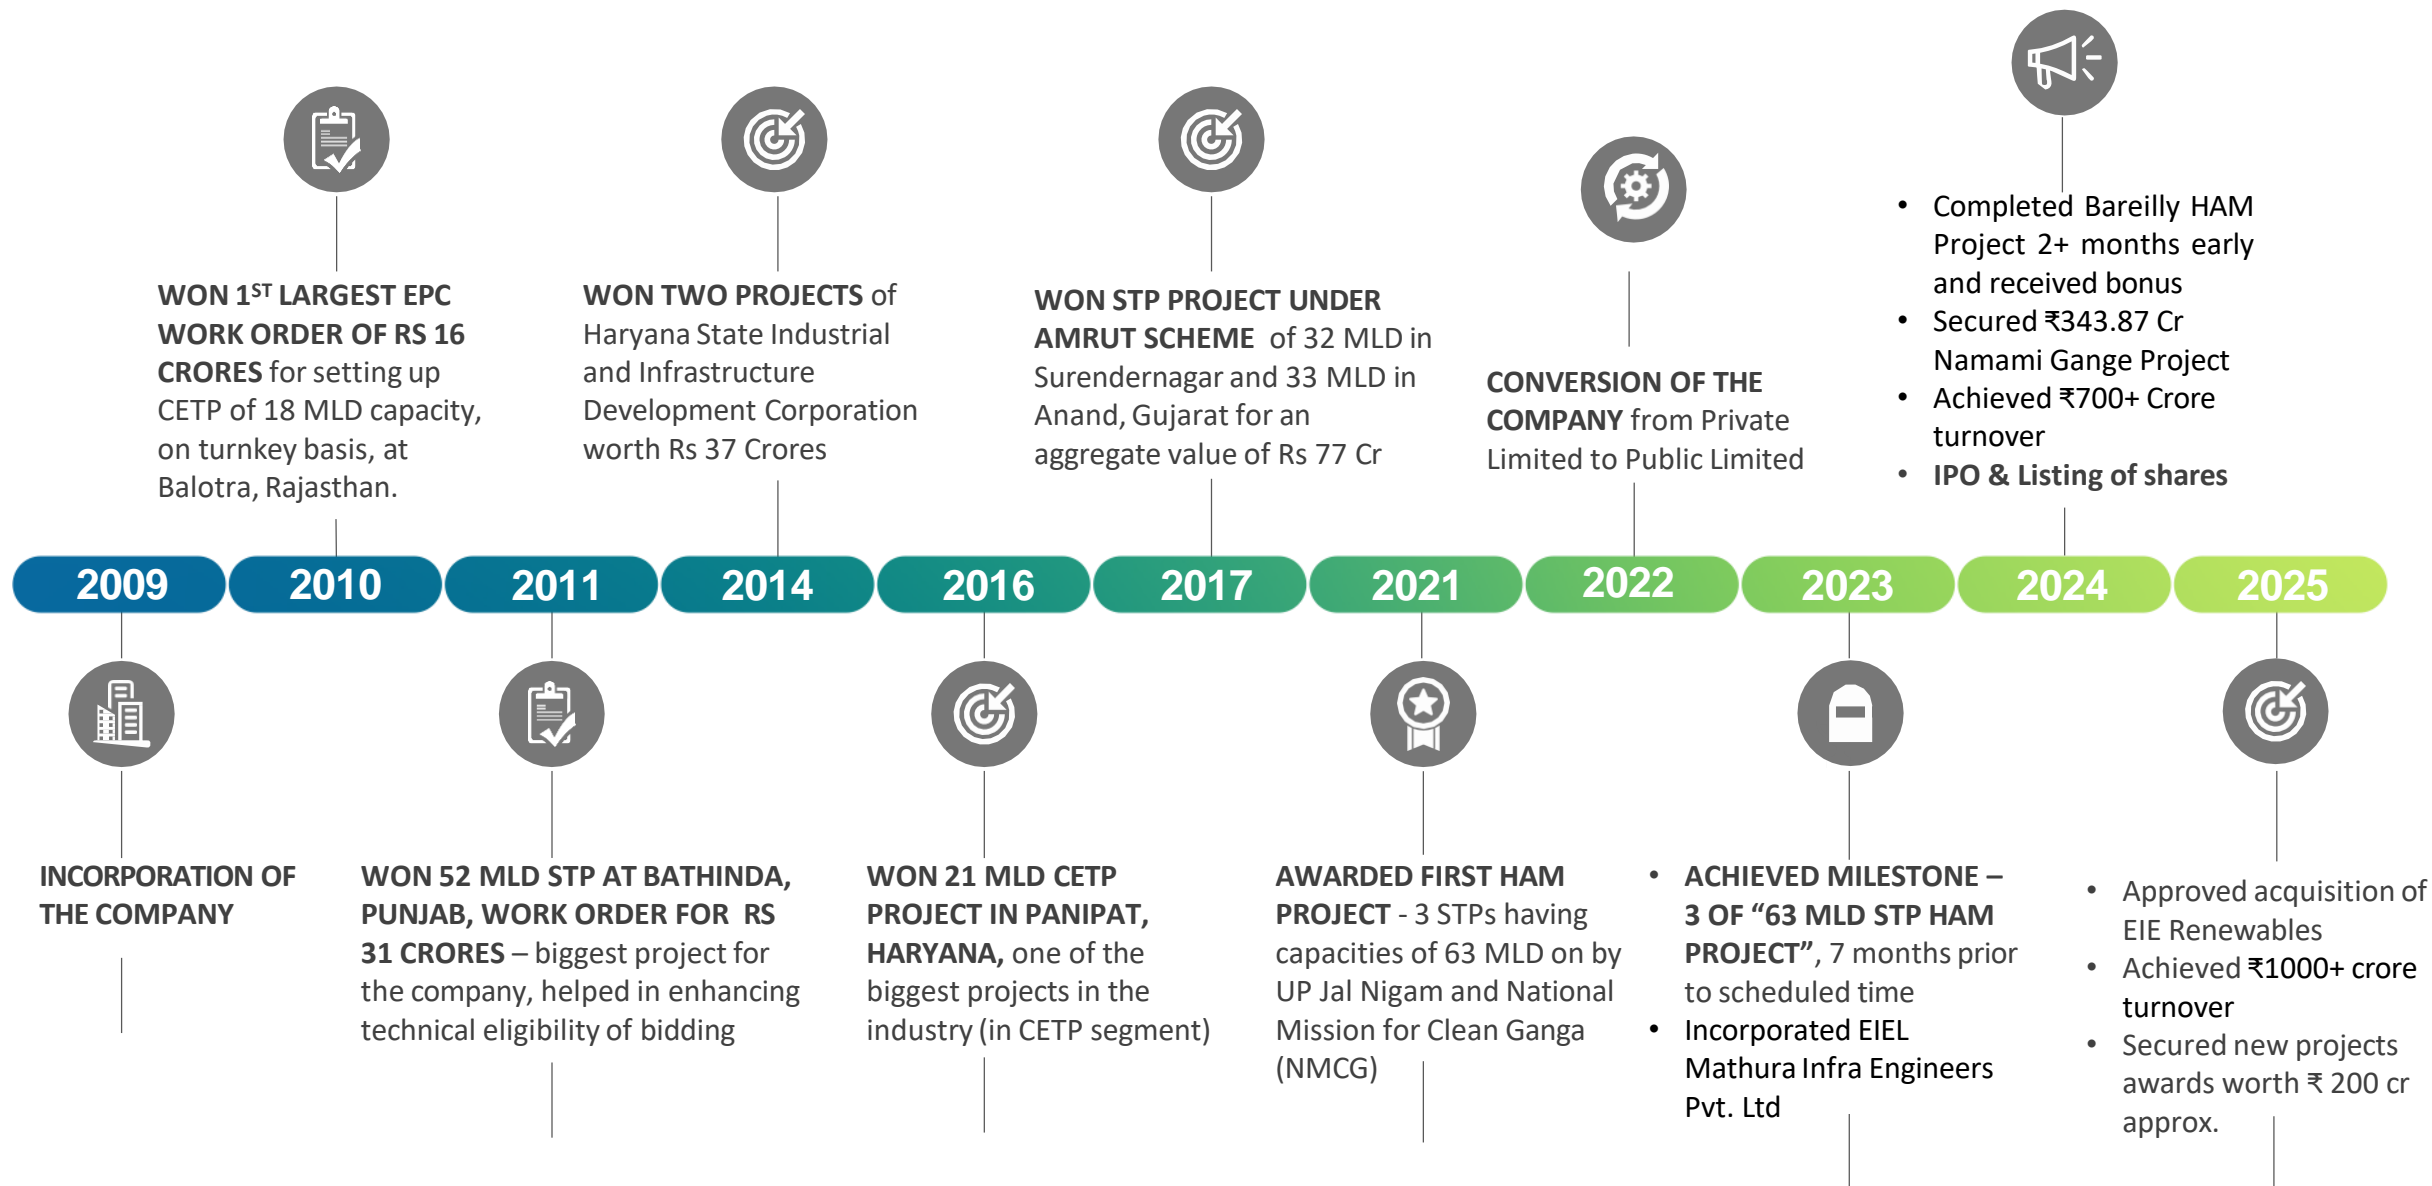 WON 1ST LARGEST EPC
WORK ORDER OF RS 16
CRORES for setting up
CETP of 18 MLD capacity,
on turnkey basis, at
Balotra, Rajasthan.
WON TWO PROJECTS of
Haryana State Industrial
and Infrastructure
Development Corporation
worth Rs 37 Crores
WON STP PROJECT UNDER
AMRUT SCHEME of 32 MLD in
Surendernagar and 33 MLD in
Anand, Gujarat for an
aggregate value of Rs 77 Cr
CONVERSION OF THE
COMPANY from Private
Limited to Public Limited
• Completed Bareilly HAM
Project 2+ months early
and received bonus
• Secured ₹343.87 Cr
Namami Gange Project
• Achieved ₹700+ Crore
turnover
• IPO & Listing of shares
2009 2010 2011 2014 2016 2017 2021 2022 2023 2024 2025
INCORPORATION OF
THE COMPANY
WON 52 MLD STP AT BATHINDA,
PUNJAB, WORK ORDER FOR RS
31 CRORES – biggest project for
the company, helped in enhancing
technical eligibility of bidding
WON 21 MLD CETP
PROJECT IN PANIPAT,
HARYANA, one of the
biggest projects in the
industry (in CETP segment)
AWARDED FIRST HAM
PROJECT - 3 STPs having
capacities of 63 MLD on by
UP Jal Nigam and National
Mission for Clean Ganga
(NMCG)
• ACHIEVED MILESTONE –
3 OF “63 MLD STP HAM
PROJECT”, 7 months prior
to scheduled time
• Incorporated EIEL
Mathura Infra Engineers
Pvt. Ltd
• Approved acquisition of
EIE Renewables
• Achieved ₹1000+ crore
turnover
• Secured new projects
awards worth ₹ 200 cr
approx.